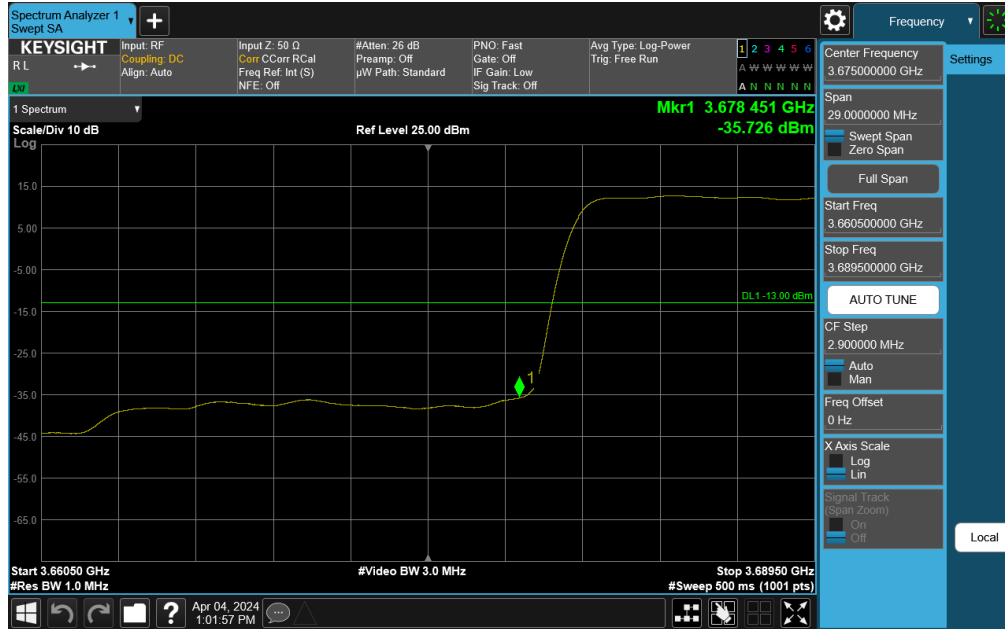 Spectrum Analyzer 1
Swept SA
Frequency
KEYSIGHT
RL
LXI
Input: RF
Coupling: DC
Align: Auto
Input Z: 50 Ω
Corr CCorr RCal
Freq Ref: Int (S)
NFE: Off
#Atten: 26 dB
Preamp: Off
µW Path: Standard
PNO: Fast
Gate: Off
IF Gain: Low
Sig Track: Off
Avg Type: Log-Power
Trig: Free Run
1 2 3 4 5 6
A W W W W W
A N N N N N
1 Spectrum
Scale/Div 10 dB
Log
Ref Level 25.00 dBm
Mkr1 3.678 451 GHz
-35.726 dBm
15.0
5.00
-5.00
-15.0
-25.0
-35.0
-45.0
-55.0
-65.0
DL1 -13.00 dBm
1
Start 3.66050 GHz
#Res BW 1.0 MHz
#Video BW 3.0 MHz
Stop 3.68950 GHz
#Sweep 500 ms (1001 pts)
?
Apr 04, 2024
1:01:57 PM
Center Frequency
3.675000000 GHz
Span
29.0000000 MHz
Swept Span
Zero Span
Full Span
Start Freq
3.660500000 GHz
Stop Freq
3.689500000 GHz
AUTO TUNE
CF Step
2.900000 MHz
Auto
Man
Freq Offset
0 Hz
X Axis Scale
Log
Lin
Signal Track
(Span Zoom)
On
Off
Settings
Local